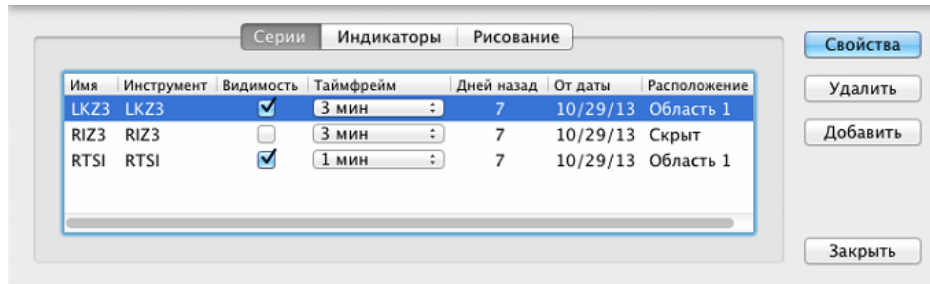 Серии Индикаторы Рисование
Свойства
Имя Инструмент Видимость Таймфрейм Дней назад От даты Расположение
Удалить
LKZ3 LKZ3 3 мин 7 10/29/13 Область 1
RIZ3 RIZ3 3 мин 7 10/29/13 Скрыт
Добавить
RTSI RTSI 1 мин 7 10/29/13 Область 1
Закрыть